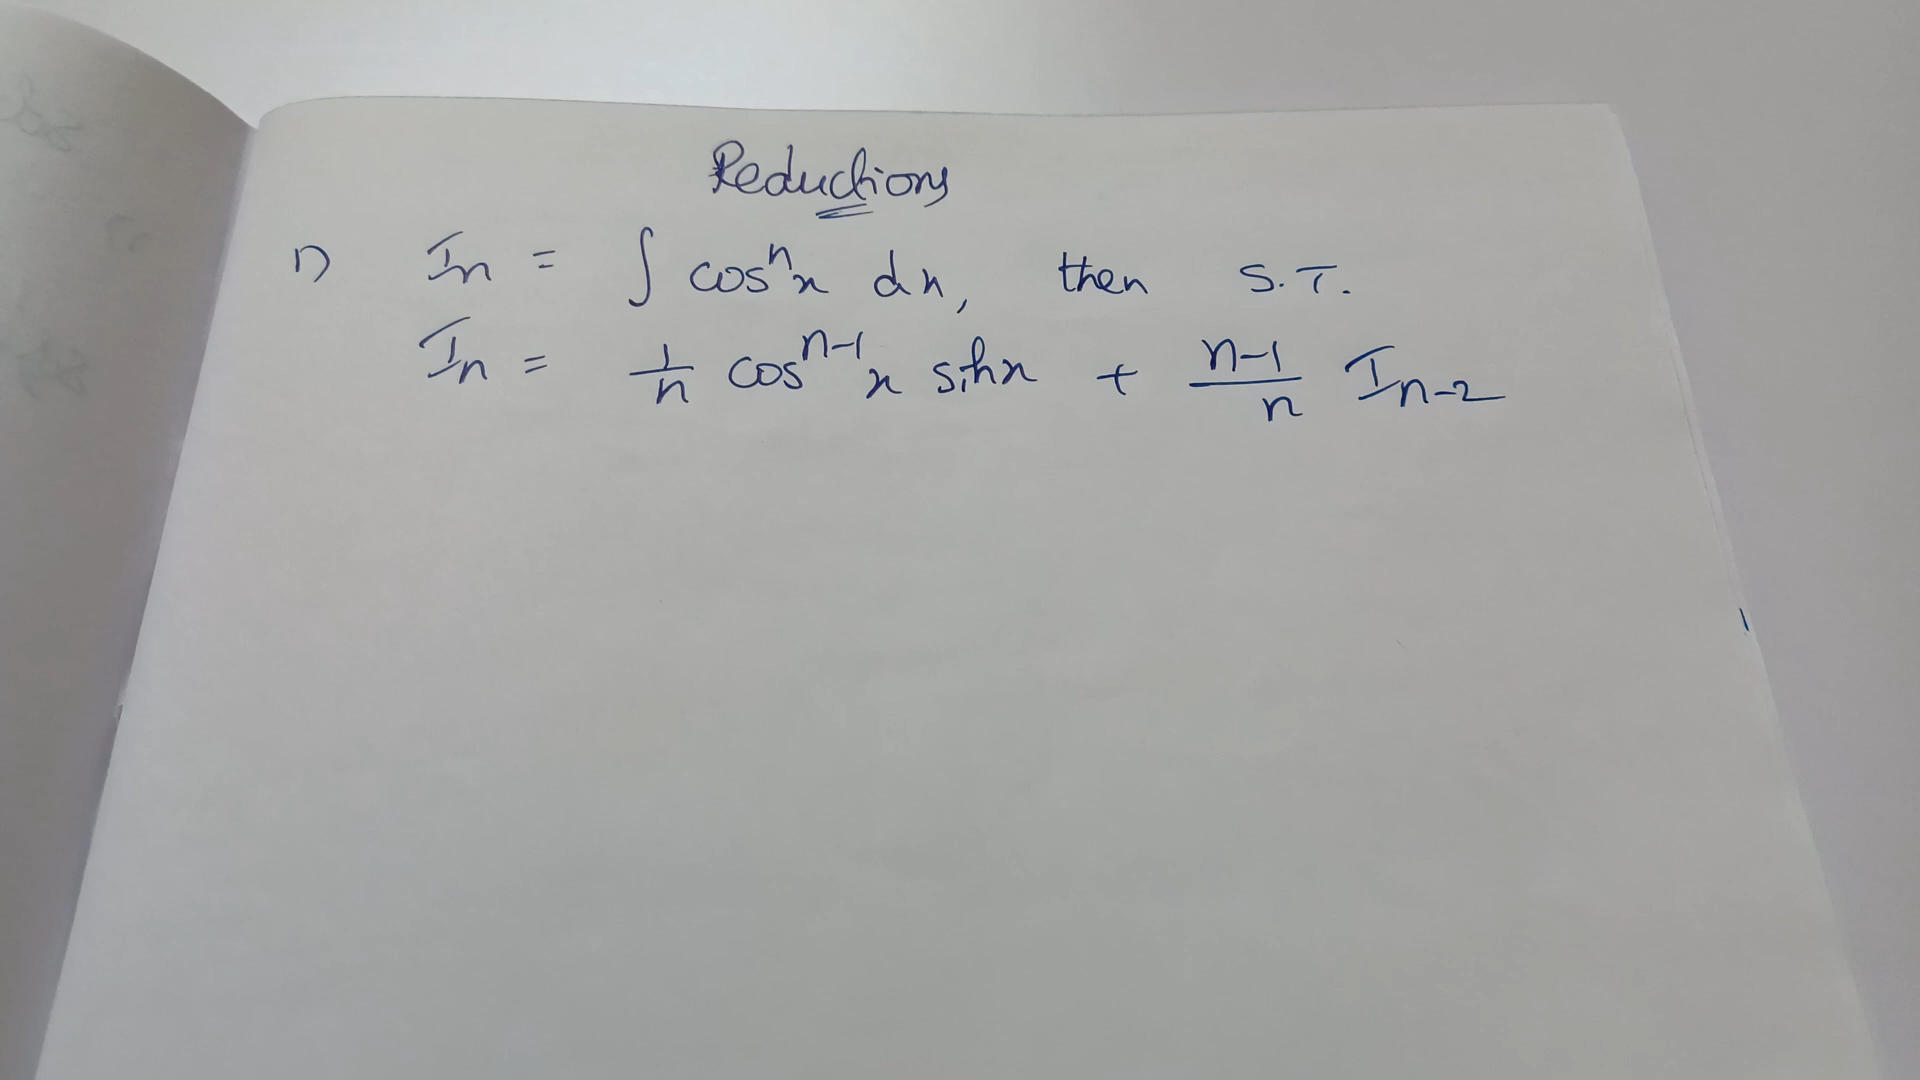 Reductions
1) Iₙ = ∫ cosⁿx dx, then S.T.
Iₙ = 1/n cosⁿ⁻¹x sinx + (n-1)/n Iₙ₋₂